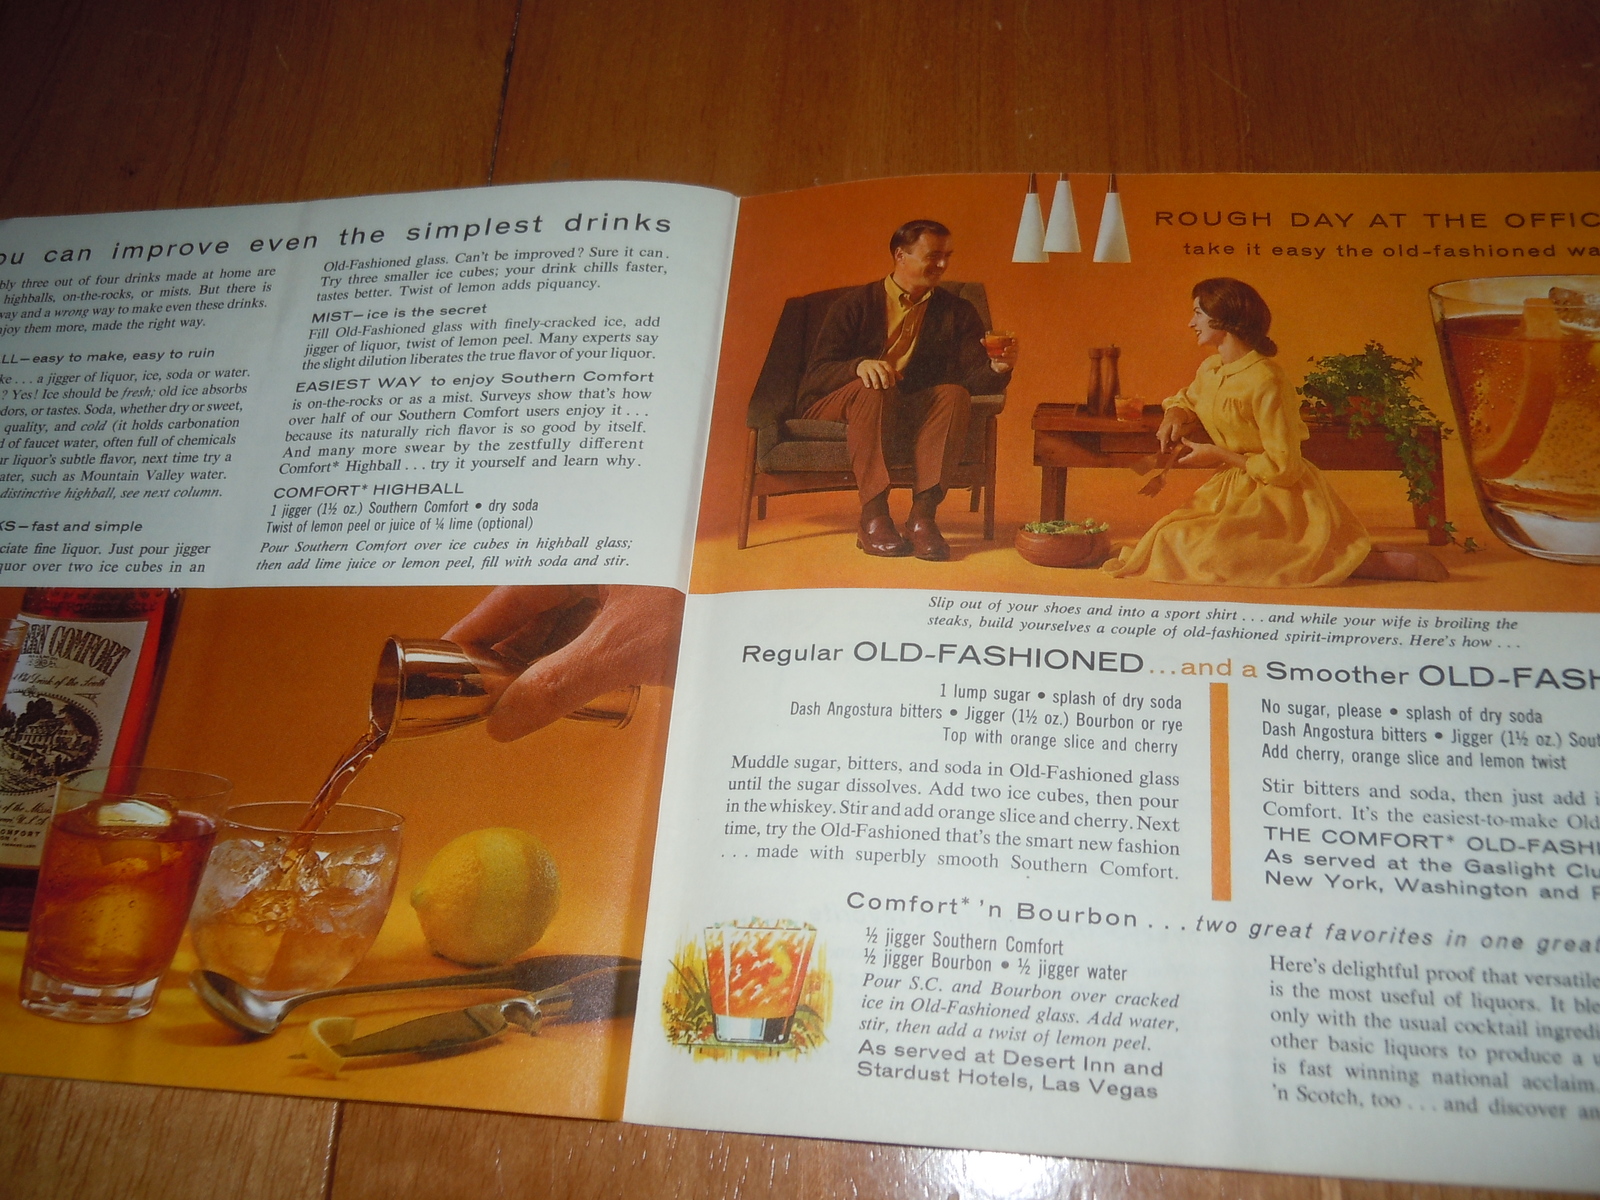 ou can improve even the simplest drinks
bly three out of four drinks made at home are
highballs, on-the-rocks, or mists. But there is
way and a wrong way to make even these drinks.
njoy them more, made the right way.
LL—easy to make, easy to ruin
ke... a jigger of liquor, ice, soda or water.
? Yes! Ice should be fresh; old ice absorbs
dors, or tastes. Soda, whether dry or sweet,
quality, and cold (it holds carbonation
d of faucet water, often full of chemicals
ur liquor's subtle flavor, next time try a
ater, such as Mountain Valley water.
distinctive highball, see next column.
KS—fast and simple
ciate fine liquor. Just pour jigger
quor over two ice cubes in an
Old-Fashioned glass. Can't be improved? Sure it can.
Try three smaller ice cubes; your drink chills faster,
tastes better. Twist of lemon adds piquancy.
MIST—ice is the secret
Fill Old-Fashioned glass with finely-cracked ice, add
jigger of liquor, twist of lemon peel. Many experts say
the slight dilution liberates the true flavor of your liquor.
EASIEST WAY to enjoy Southern Comfort
is on-the-rocks or as a mist. Surveys show that's how
over half of our Southern Comfort users enjoy it...
because its naturally rich flavor is so good by itself.
And many more swear by the zestfully different
Comfort* Highball... try it yourself and learn why.
COMFORT* HIGHBALL
1 jigger (1½ oz.) Southern Comfort • dry soda
Twist of lemon peel or juice of ¼ lime (optional)
Pour Southern Comfort over ice cubes in highball glass;
then add lime juice or lemon peel, fill with soda and stir.
RN COMFORT
Old Drink of the South
OMFORT
ROUGH DAY AT THE OFFIC
take it easy the old-fashioned wa
Slip out of your shoes and into a sport shirt... and while your wife is broiling the
steaks, build yourselves a couple of old-fashioned spirit-improvers. Here's how...
Regular OLD-FASHIONED...and a Smoother OLD-FASH
1 lump sugar • splash of dry soda
Dash Angostura bitters • Jigger (1½ oz.) Bourbon or rye
Top with orange slice and cherry
Muddle sugar, bitters, and soda in Old-Fashioned glass
until the sugar dissolves. Add two ice cubes, then pour
in the whiskey. Stir and add orange slice and cherry. Next
time, try the Old-Fashioned that's the smart new fashion
... made with superbly smooth Southern Comfort.
No sugar, please • splash of dry soda
Dash Angostura bitters • Jigger (1½ oz.) Sout
Add cherry, orange slice and lemon twist
Stir bitters and soda, then just add i
Comfort. It's the easiest-to-make Old
THE COMFORT* OLD-FASHI
As served at the Gaslight Clu
New York, Washington and P
Comfort* 'n Bourbon... two great favorites in one great
½ jigger Southern Comfort
½ jigger Bourbon • ½ jigger water
Pour S.C. and Bourbon over cracked
ice in Old-Fashioned glass. Add water,
stir, then add a twist of lemon peel.
As served at Desert Inn and
Stardust Hotels, Las Vegas
Here's delightful proof that versatile
is the most useful of liquors. It ble
only with the usual cocktail ingredi
other basic liquors to produce a u
is fast winning national acclaim.
'n Scotch, too... and discover an